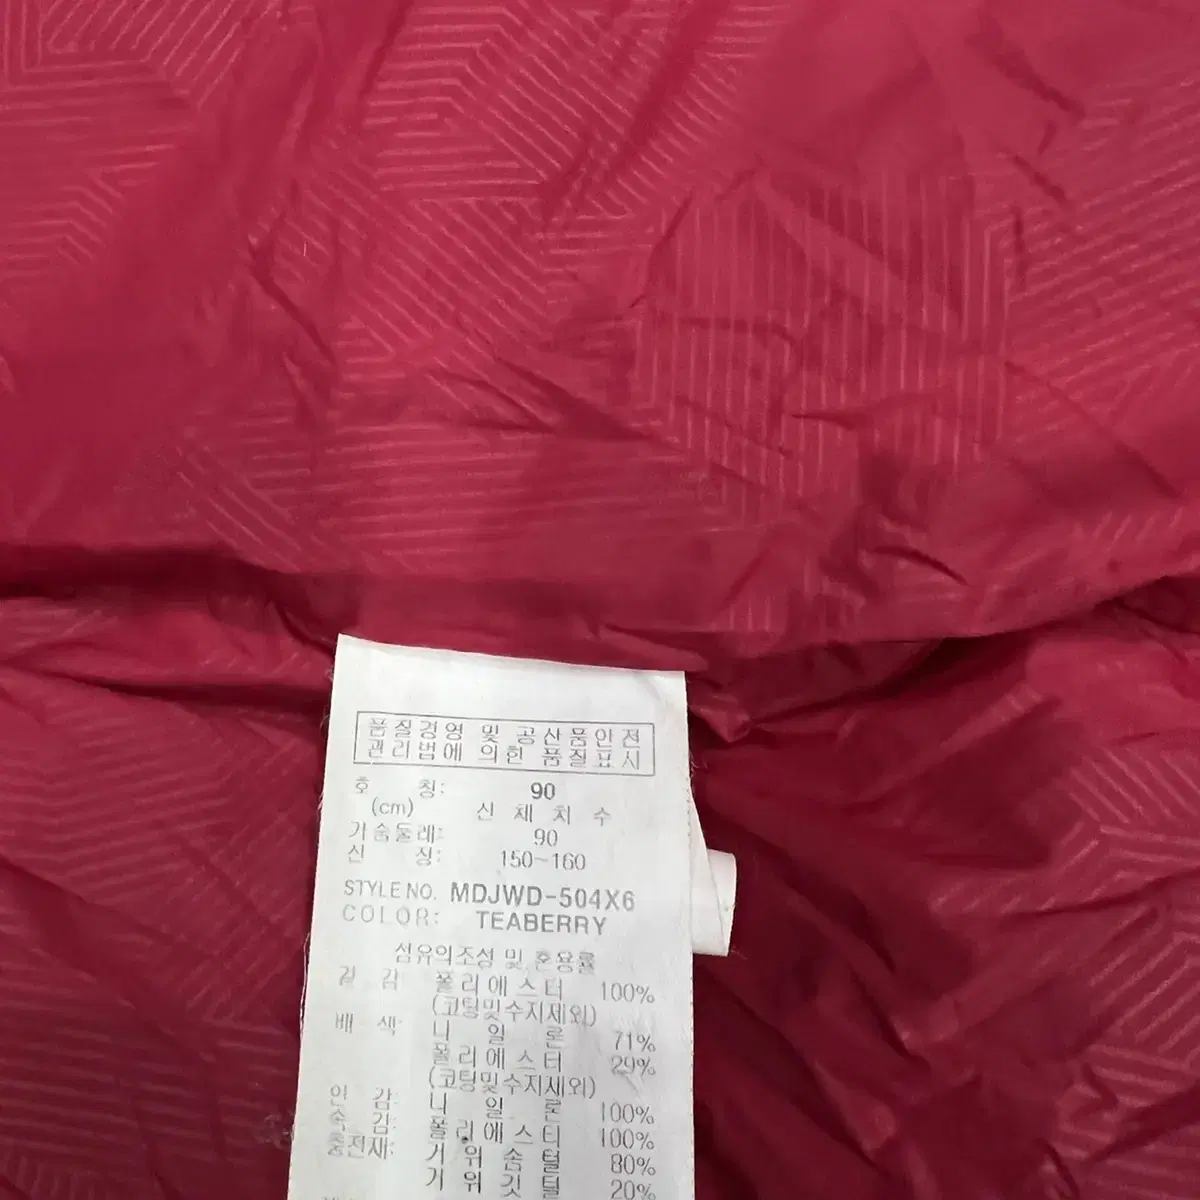 품질경영 및 공산품안전
관리법에 의한 품질표시
호 칭: 90
(cm) 신 체 치 수
가슴둘레: 90
신 장: 150~160
STYLE NO. MDJWD-504X6
COLOR: TEABERRY
섬유의조성 및 혼용률
겉 감 폴리에스터 100%
(코팅및수지제외)
배 색: 나 일 론 71%
폴리에스터 29%
(코팅및수지제외)
안 감: 나 일 론 100%
속 감: 폴리에스터 100%
충전재: 거 위 솜 털 80%
거 위 깃 털 20%